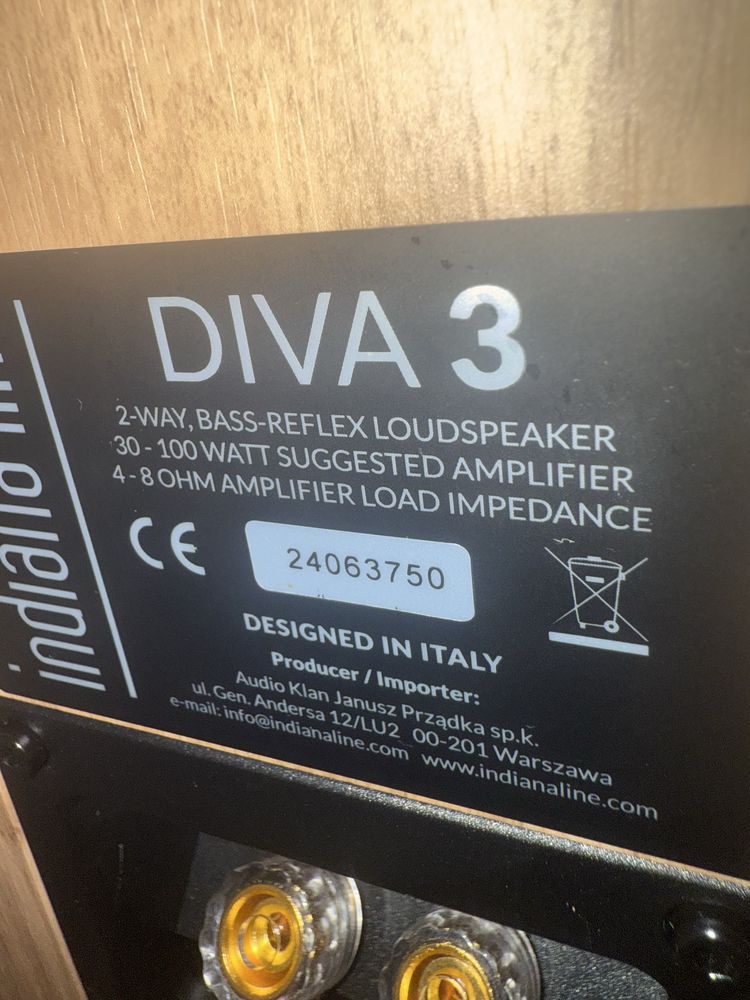 DIVA 3
2-WAY, BASS-REFLEX LOUDSPEAKER
30 - 100 WATT SUGGESTED AMPLIFIER
4 - 8 OHM AMPLIFIER LOAD IMPEDANCE
CE
24063750
DESIGNED IN ITALY
Producer / Importer:
Audio Klan Janusz Prządka sp.k.
ul. Gen. Andersa 12/LU2 00-201 Warszawa
e-mail: info@indianaline.com www.indianaline.com